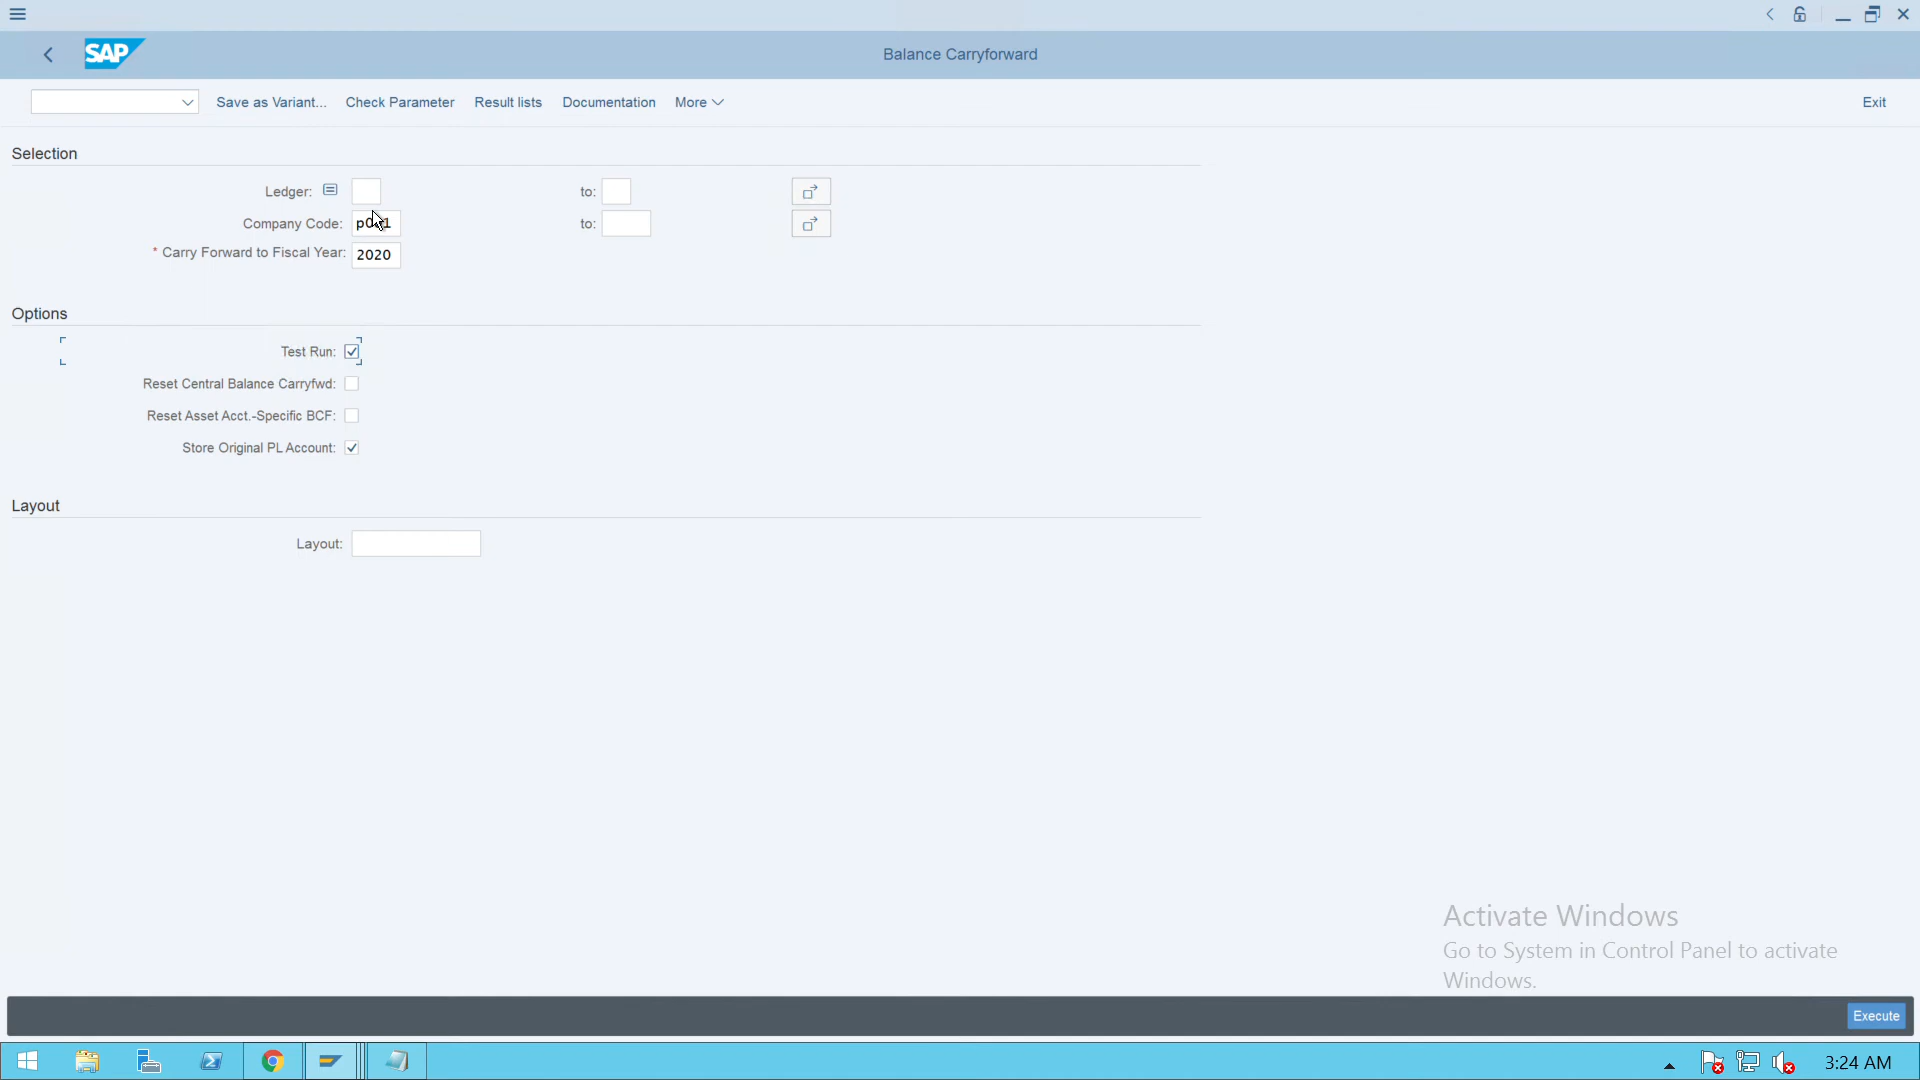 SAP
Balance Carryforward
Save as Variant... Check Parameter Result lists Documentation More Exit
Selection
Ledger: to:
Company Code: to:
* Carry Forward to Fiscal Year: 2020
Options
Test Run:
Reset Central Balance Carryfwd:
Reset Asset Acct.-Specific BCF:
Store Original PL Account:
Layout
Layout:
Activate Windows
Go to System in Control Panel to activate
Windows.
Execute
3:24 AM